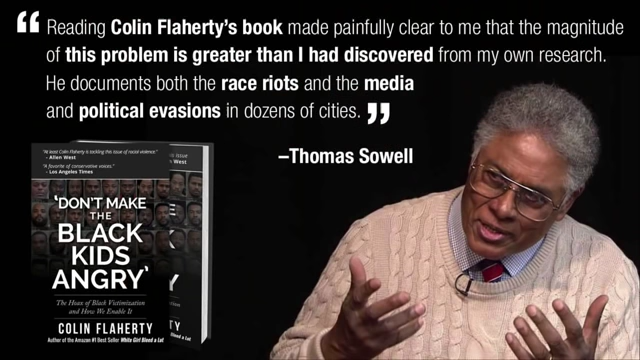 “ Reading Colin Flaherty’s book made painfully clear to me that the magnitude
of this problem is greater than I had discovered from my own research.
He documents both the race riots and the media
and political evasions in dozens of cities. ”
–Thomas Sowell
"At least Colin Flaherty is tackling this issue of racial violence."
- Allen West
"A favorite of conservative voices."
- Los Angeles Times
'DON'T MAKE
THE
BLACK
KIDS
ANGRY'
The Hoax of Black Victimization
and How We Enable It
COLIN FLAHERTY
Author of the Amazon #1 Best Seller White Girl Bleed a Lot